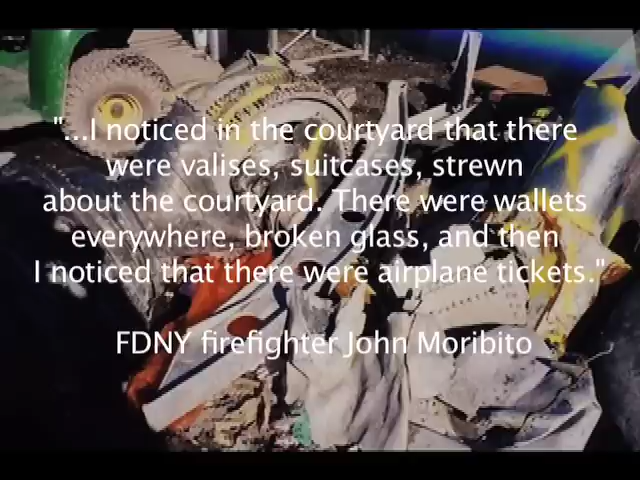 "...I noticed in the courtyard that there
were valises, suitcases, strewn
about the courtyard. There were wallets
everywhere, broken glass, and then
I noticed that there were airplane tickets."
FDNY firefighter John Moribito